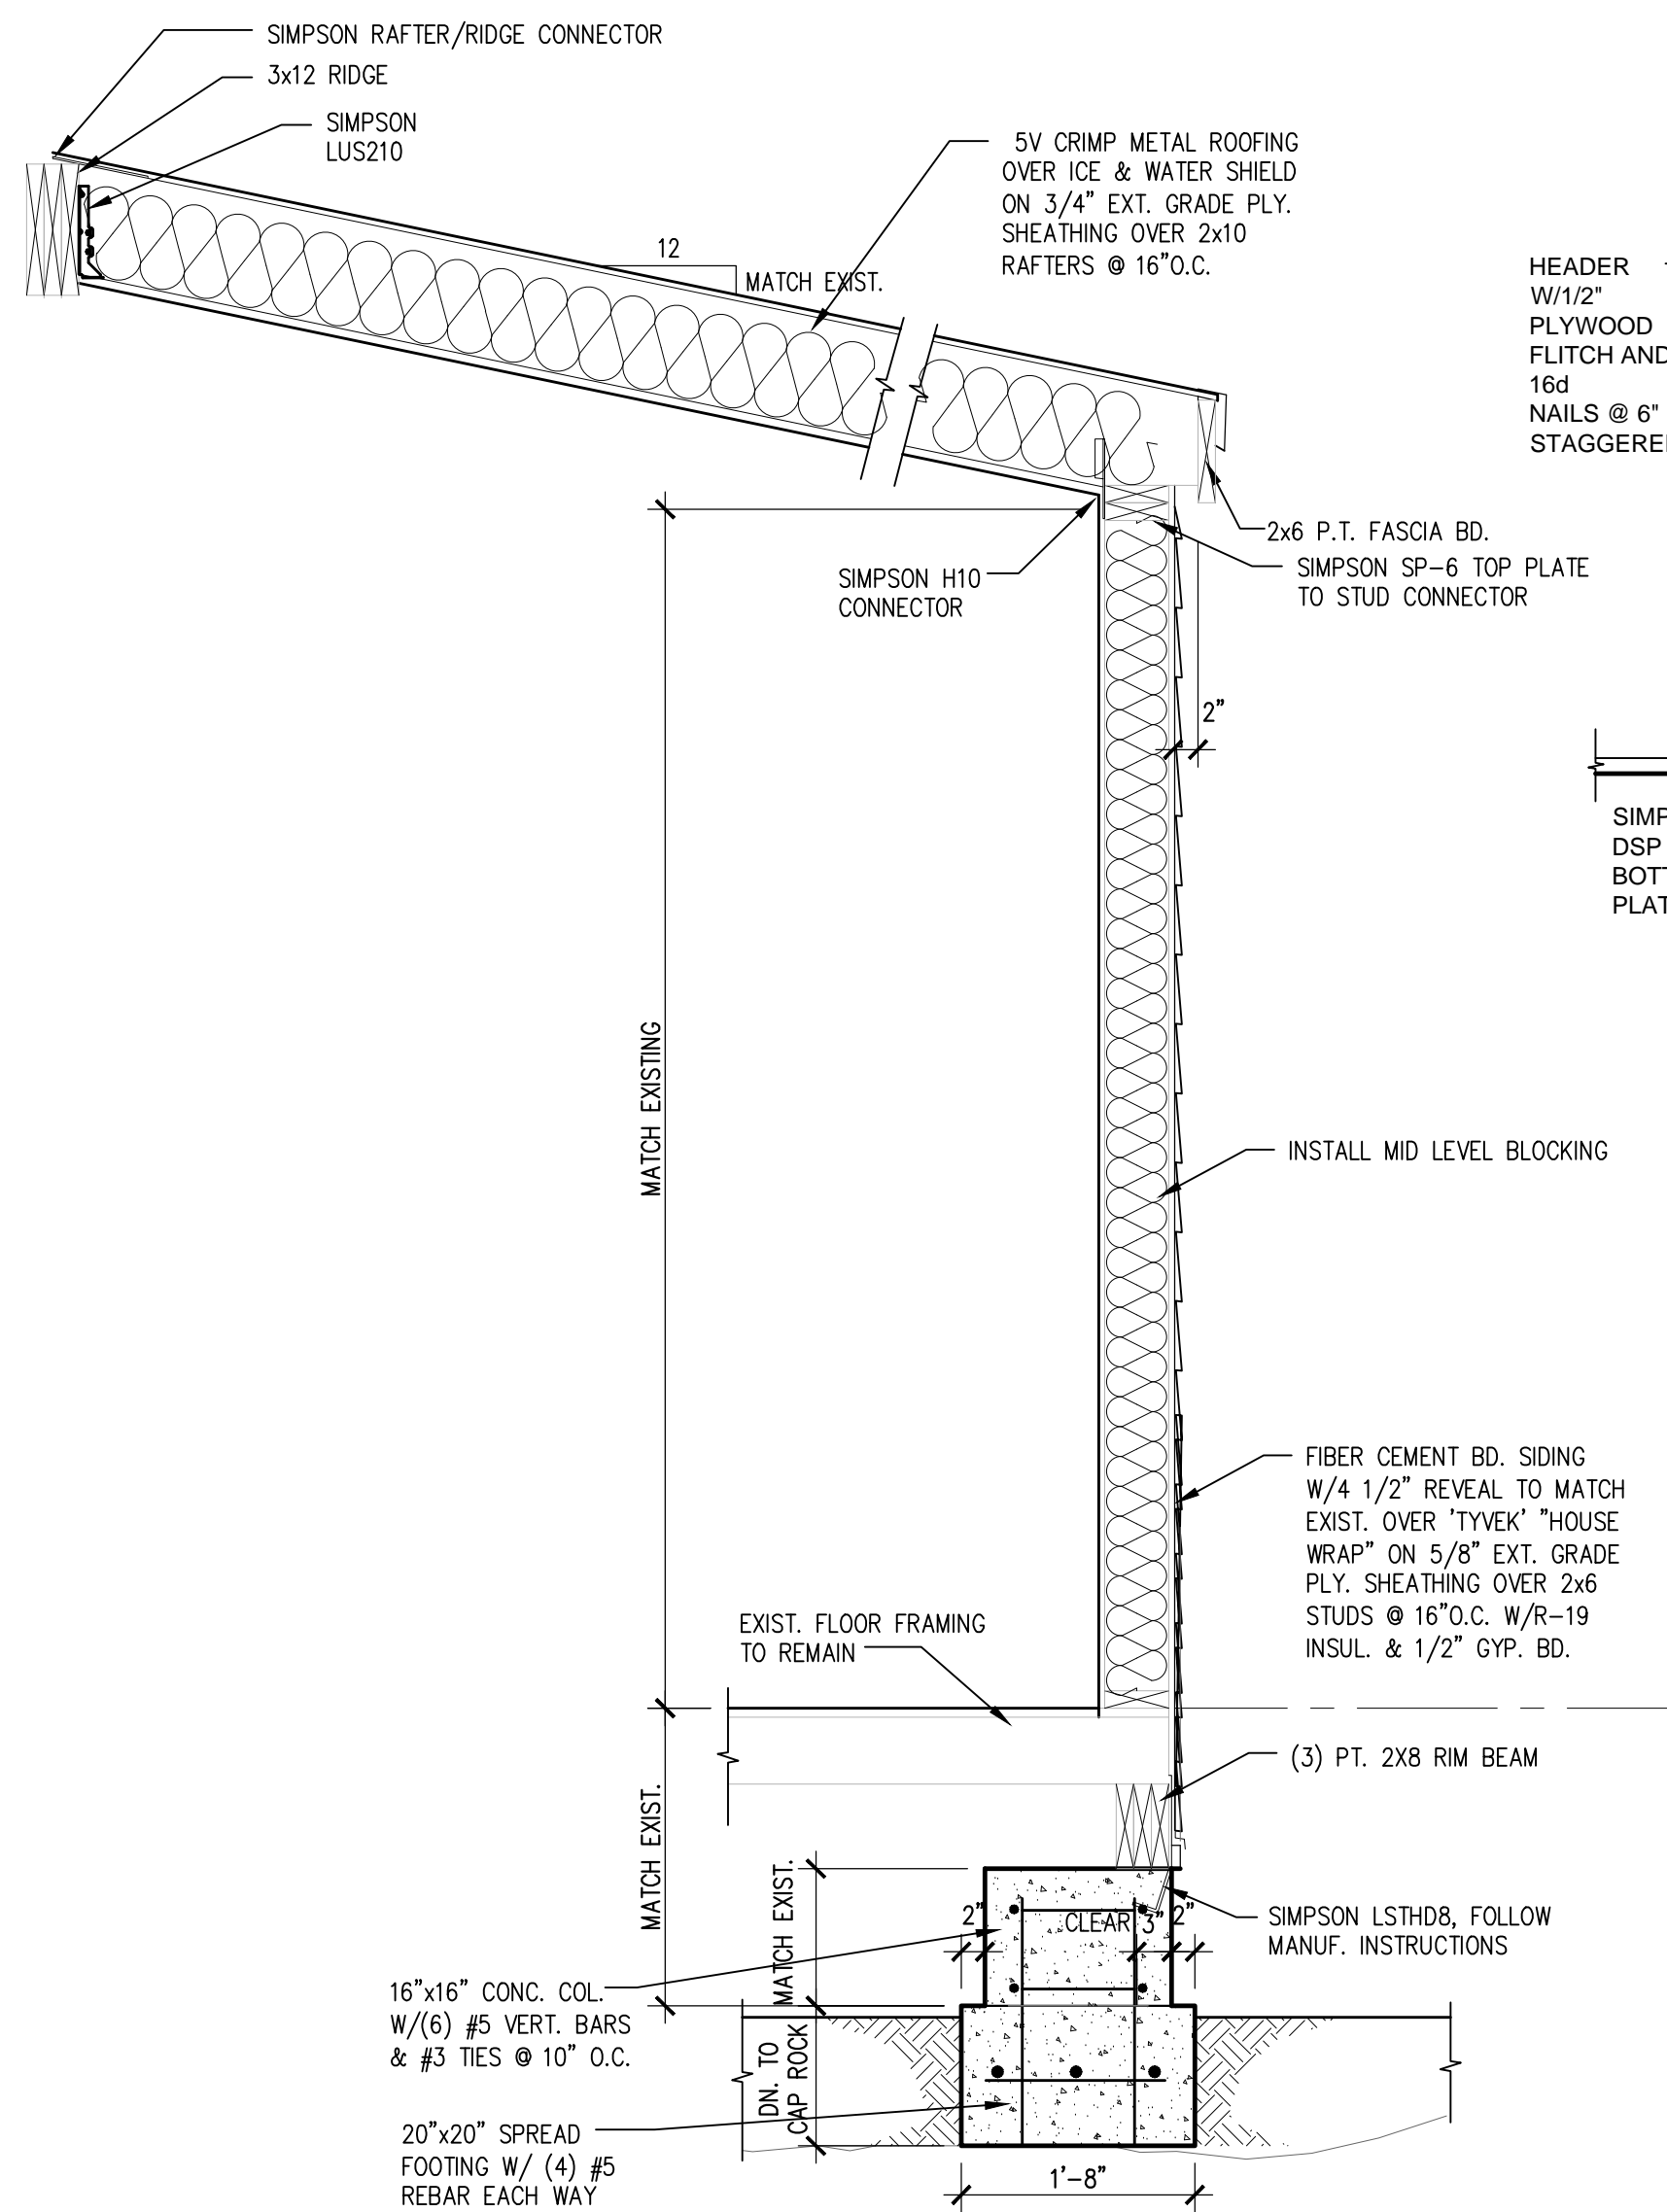 SIMPSON RAFTER/RIDGE CONNECTOR
3x12 RIDGE
SIMPSON
LUS210
5V CRIMP METAL ROOFING
OVER ICE & WATER SHIELD
ON 3/4" EXT. GRADE PLY.
SHEATHING OVER 2x10
RAFTERS @ 16"O.C.
12
MATCH EXIST.
HEADER
W/1/2"
PLYWOOD
FLITCH AND
16d
NAILS @ 6"
2x6 P.T. FASCIA BD.
SIMPSON SP-6 TOP PLATE
TO STUD CONNECTOR
SIMPSON H10
CONNECTOR
2"
DSP
MATCH EXISTING
INSTALL MID LEVEL BLOCKING
FIBER CEMENT BD. SIDING
W/4 1/2" REVEAL TO MATCH
EXIST. OVER 'TYVEK' "HOUSE
WRAP" ON 5/8" EXT. GRADE
PLY. SHEATHING OVER 2x6
STUDS @ 16"O.C. W/R-19
INSUL. & 1/2" GYP. BD.
EXIST. FLOOR FRAMING
TO REMAIN
(3) PT. 2X8 RIM BEAM
MATCH EXIST.
MATCH EXIST.
2"
CLEAR 3"
2"
SIMPSON LSTHD8, FOLLOW
MANUF. INSTRUCTIONS
16"x16" CONC. COL.
W/(6) #5 VERT. BARS
& #3 TIES @ 10" O.C.
DN. TO
CAP ROCK
20"x20" SPREAD
FOOTING W/ (4) #5
REBAR EACH WAY
1'-8"